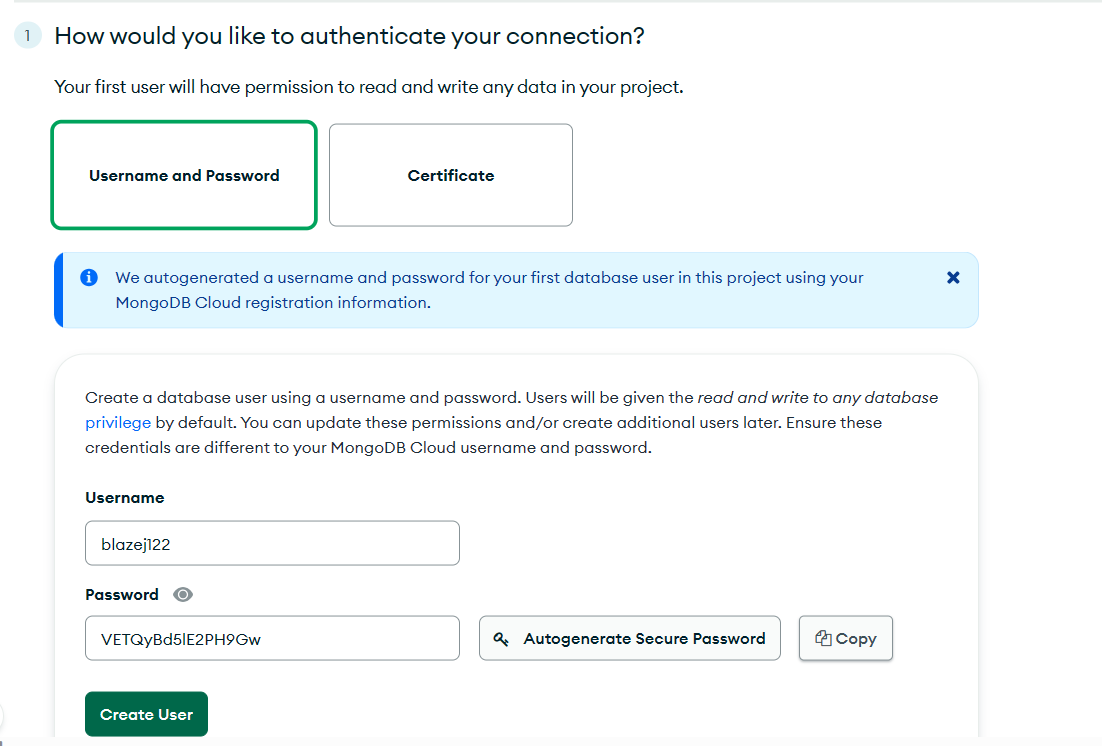 1 How would you like to authenticate your connection?
Your first user will have permission to read and write any data in your project.
Username and Password
Certificate
We autogenerated a username and password for your first database user in this project using your
MongoDB Cloud registration information.
Create a database user using a username and password. Users will be given the read and write to any database
privilege by default. You can update these permissions and/or create additional users later. Ensure these
credentials are different to your MongoDB Cloud username and password.
Username
blazej122
Password
VETQyBd5lE2PH9Gw
Autogenerate Secure Password
Copy
Create User